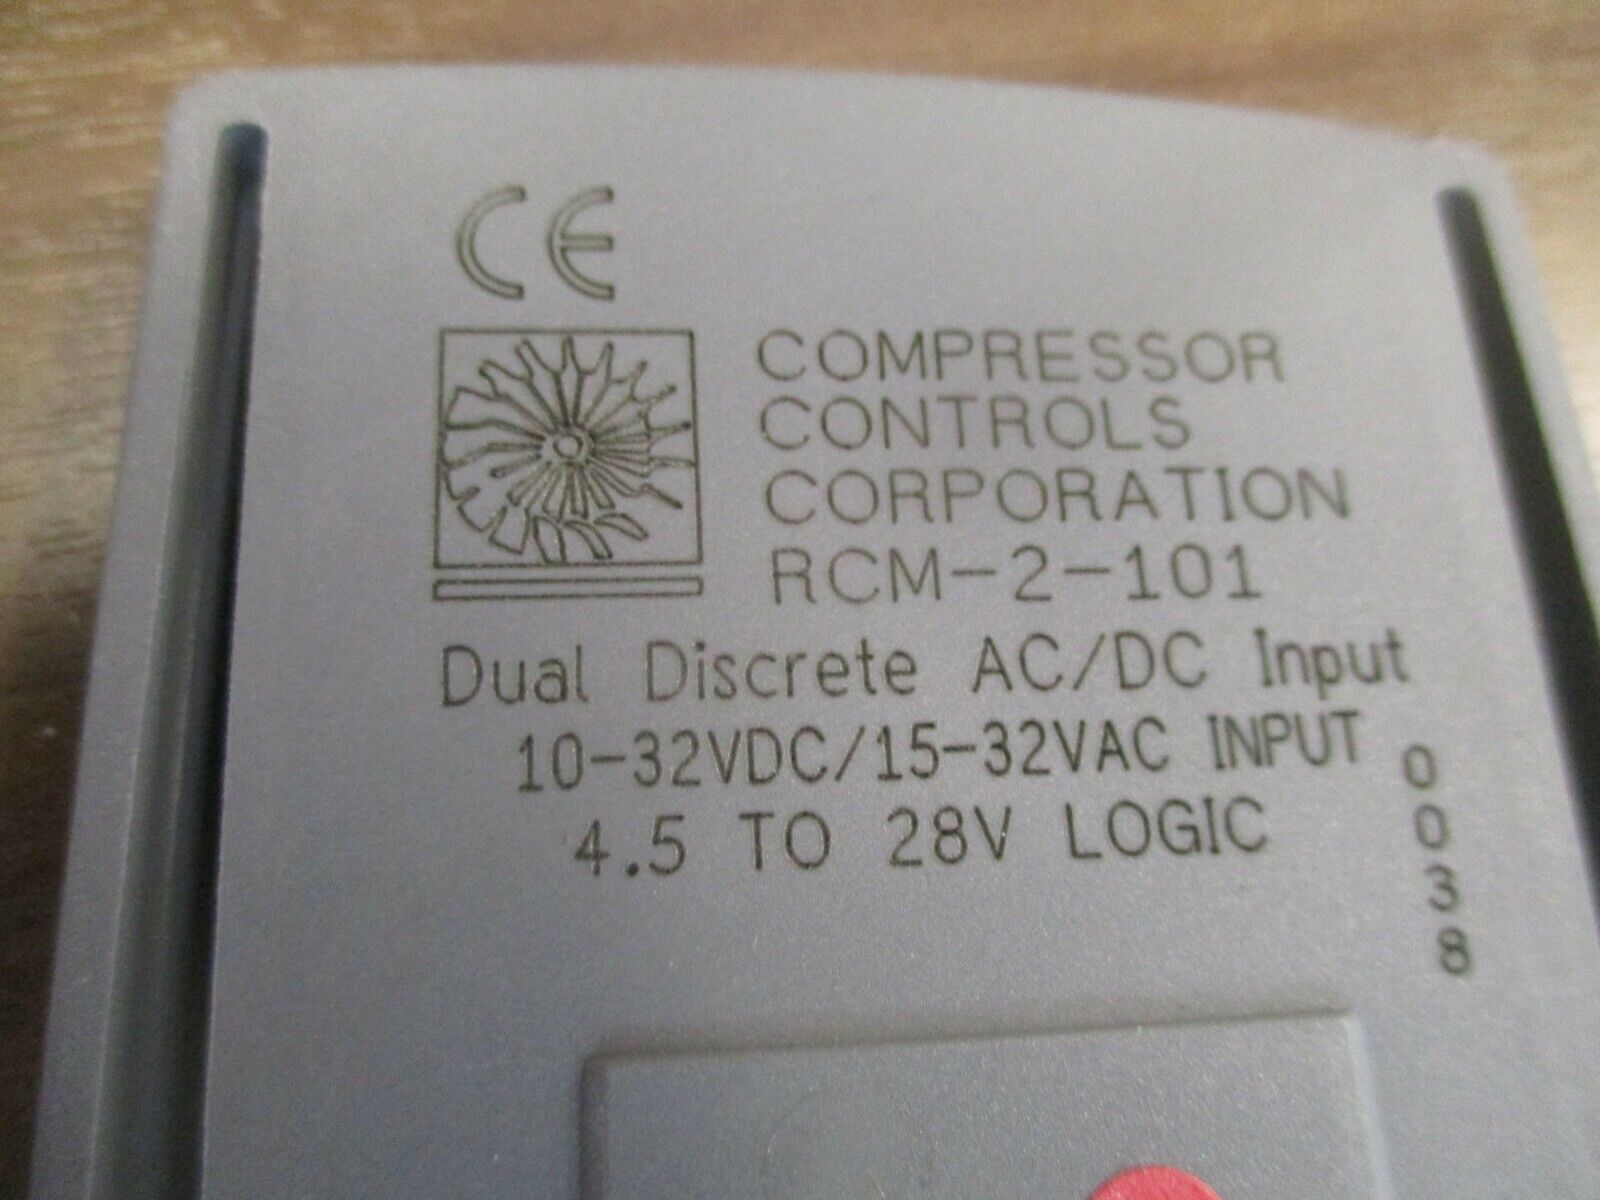 CE
COMPRESSOR
CONTROLS
CORPORATION
RCM-2-101
Dual Discrete AC/DC Input
10-32VDC/15-32VAC INPUT
4.5 TO 28V LOGIC
0
0
3
8